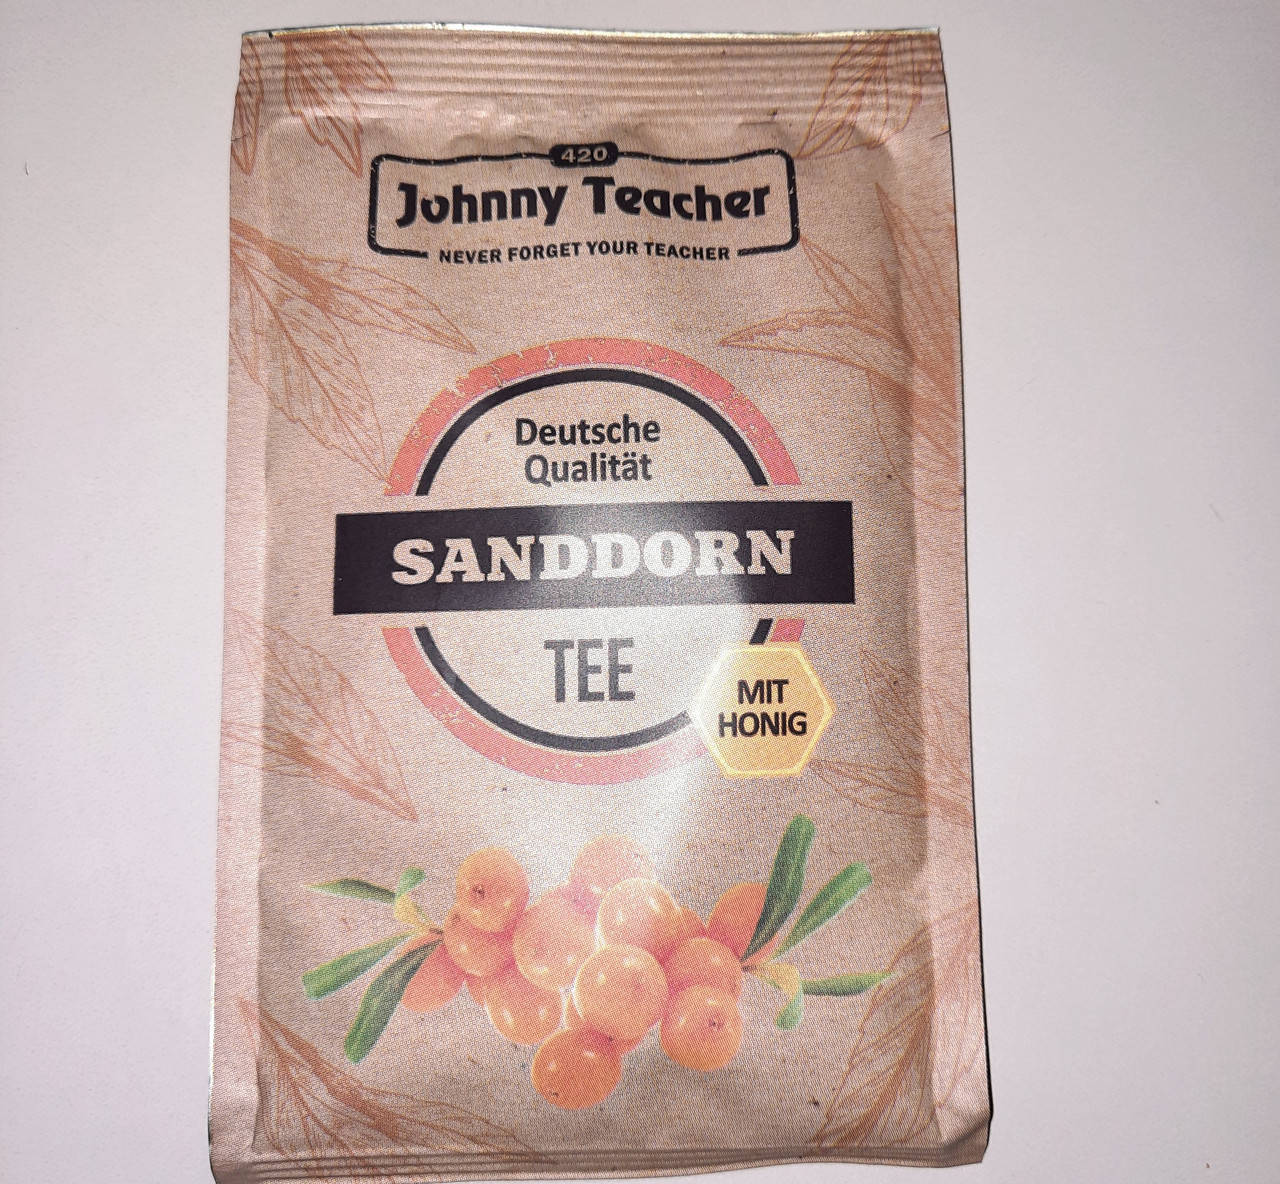 420
Johnny Teacher
NEVER FORGET YOUR TEACHER
Deutsche
Qualität
SANDDORN
TEE
MIT
HONIG